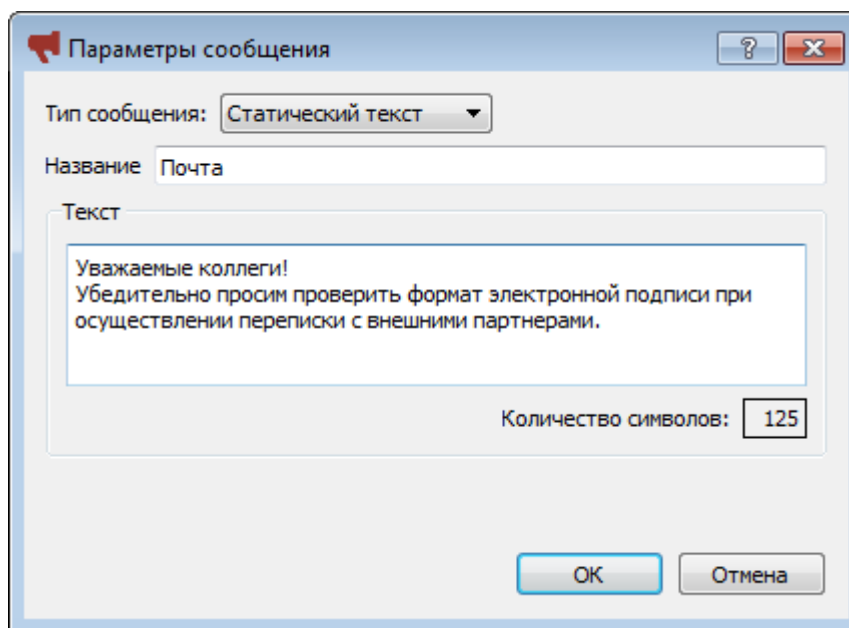 Параметры сообщения
Тип сообщения: Статический текст
Название Почта
Текст
Уважаемые коллеги!
Убедительно просим проверить формат электронной подписи при
осуществлении переписки с внешними партнерами.
Количество символов: 125
ОК Отмена